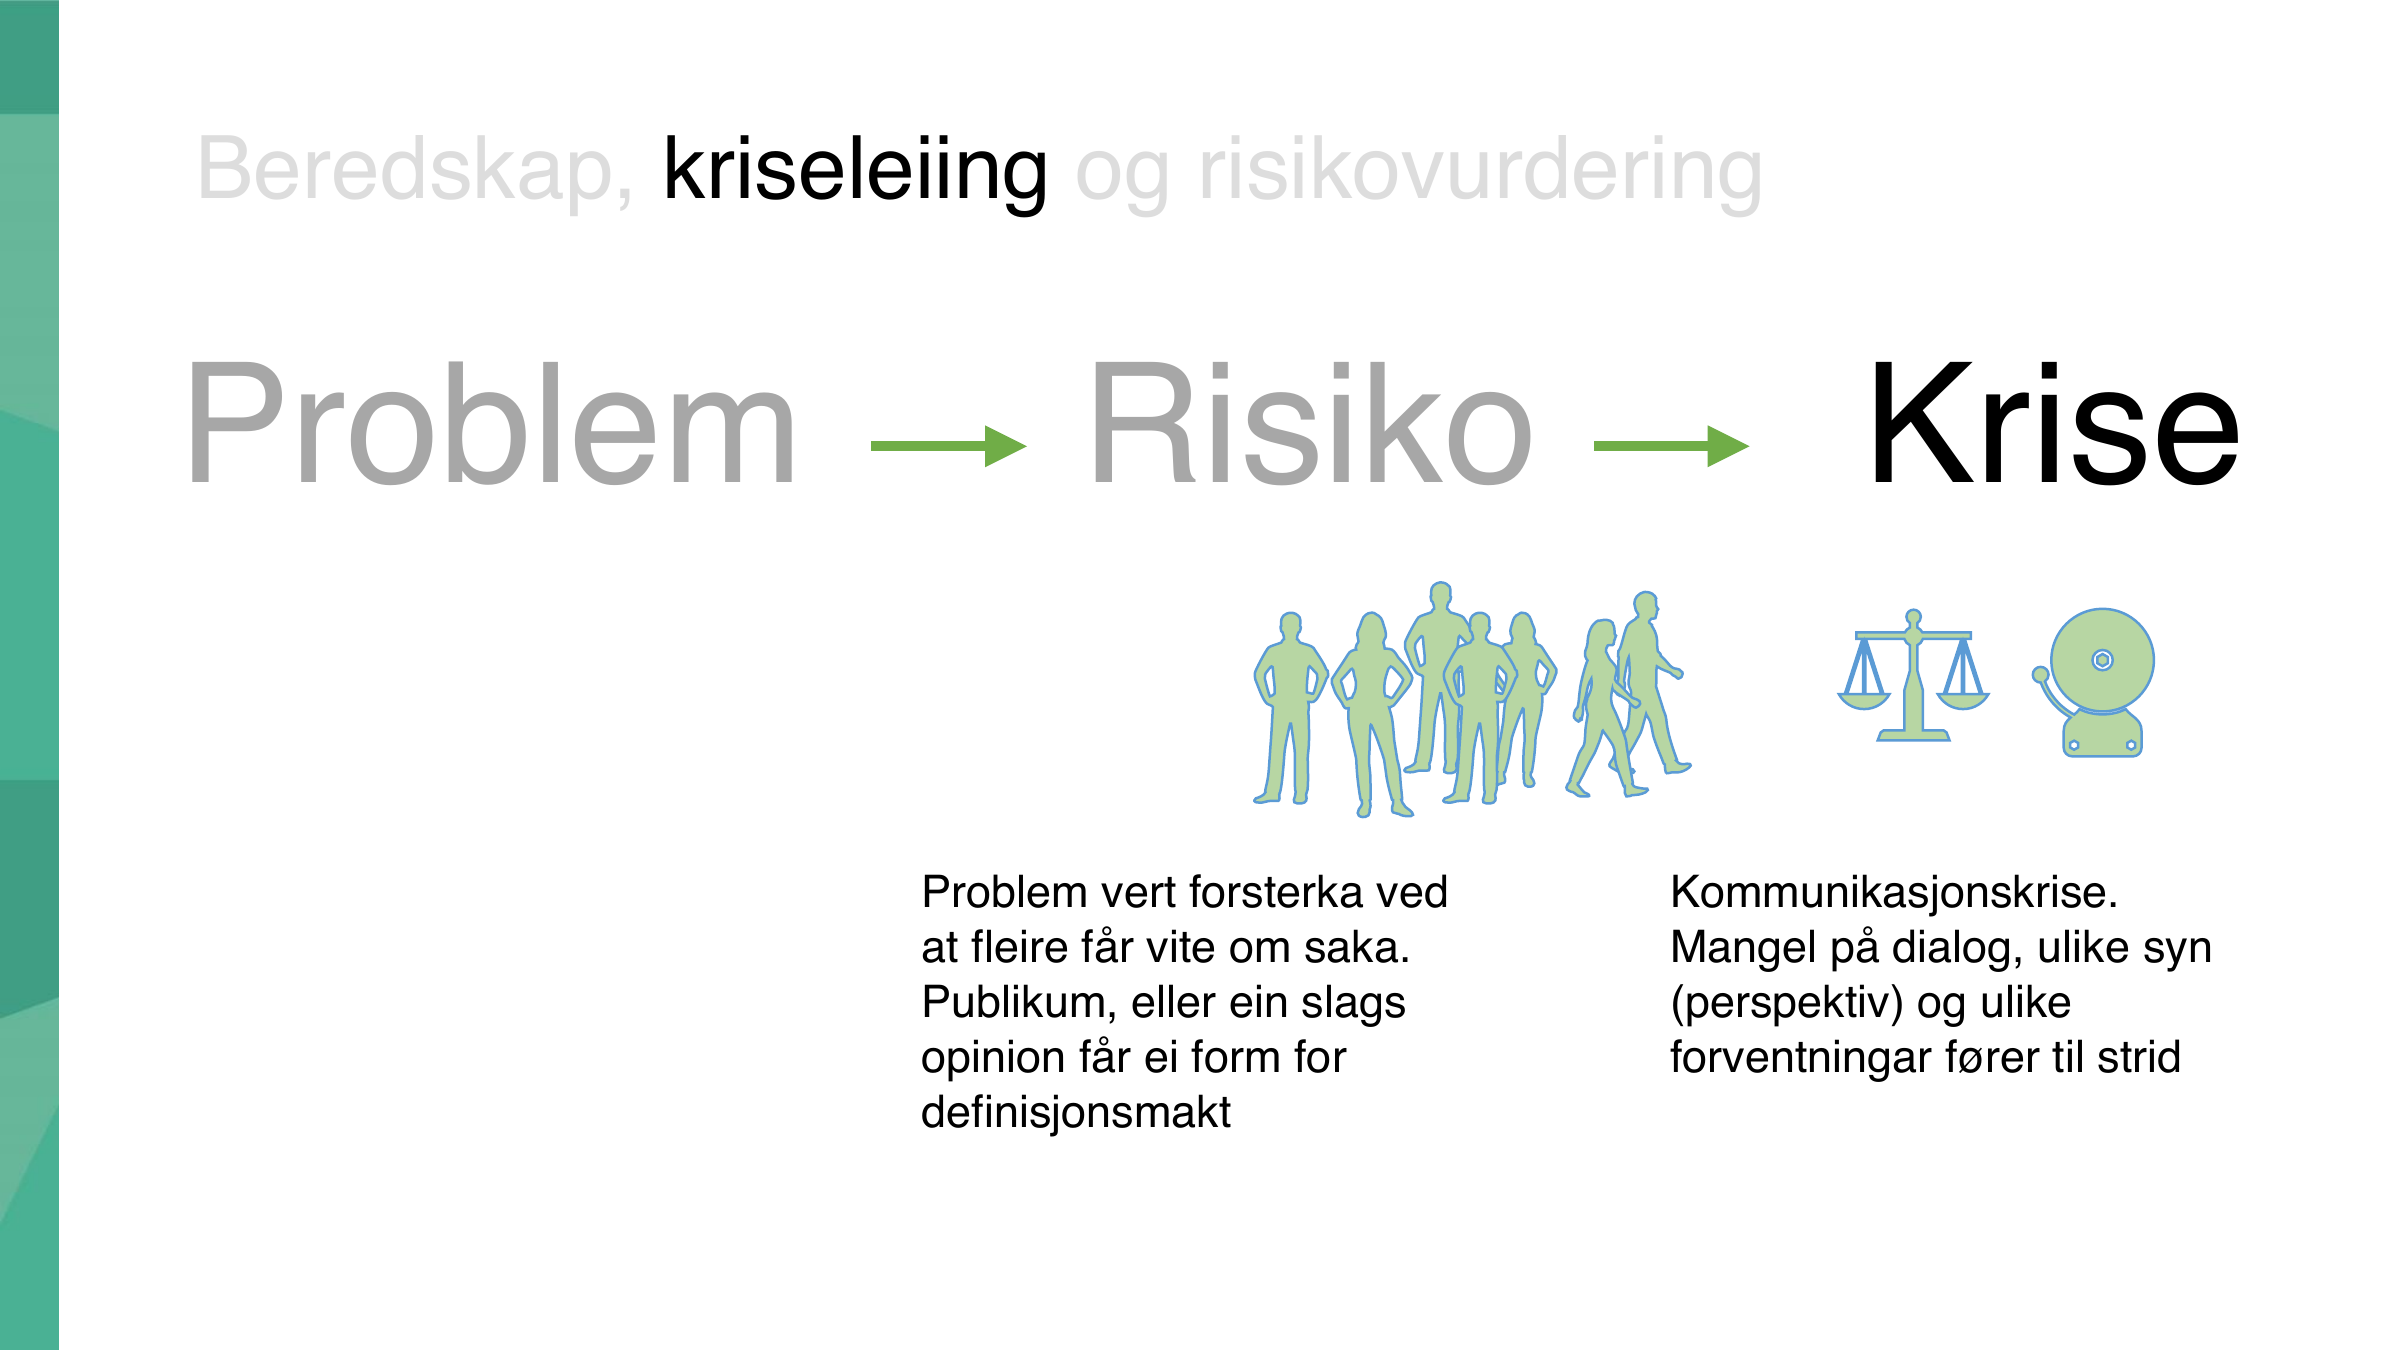 Beredskap, kriseleiing og risikovurdering
Problem Risiko Krise
Problem vert forsterka ved
at fleire får vite om saka.
Publikum, eller ein slags
opinion får ei form for
definisjonsmakt
Kommunikasjonskrise.
Mangel på dialog, ulike syn
(perspektiv) og ulike
forventningar fører til strid